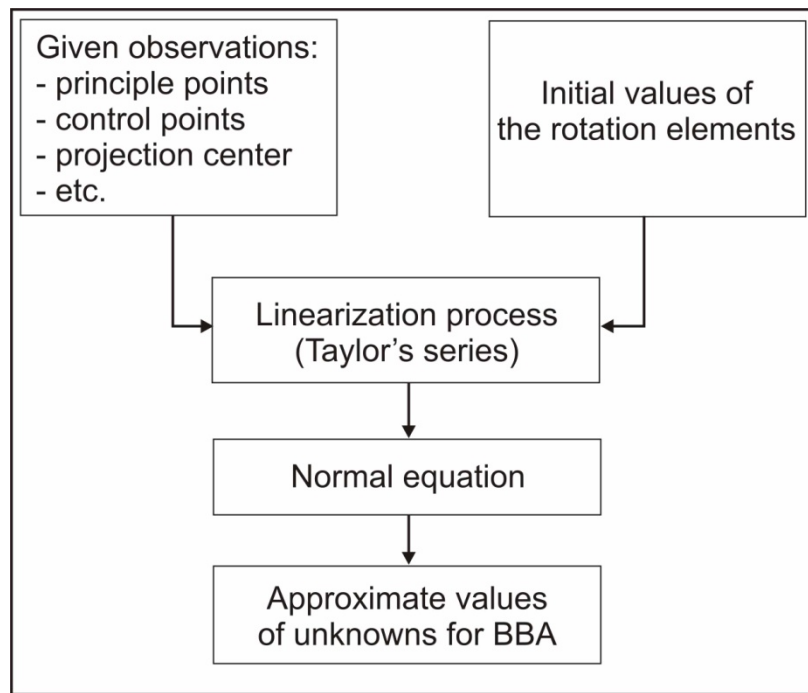 Given observations:
- principle points
- control points
- projection center
- etc.
Initial values of
the rotation elements
Linearization process
(Taylor's series)
Normal equation
Approximate values
of unknowns for BBA